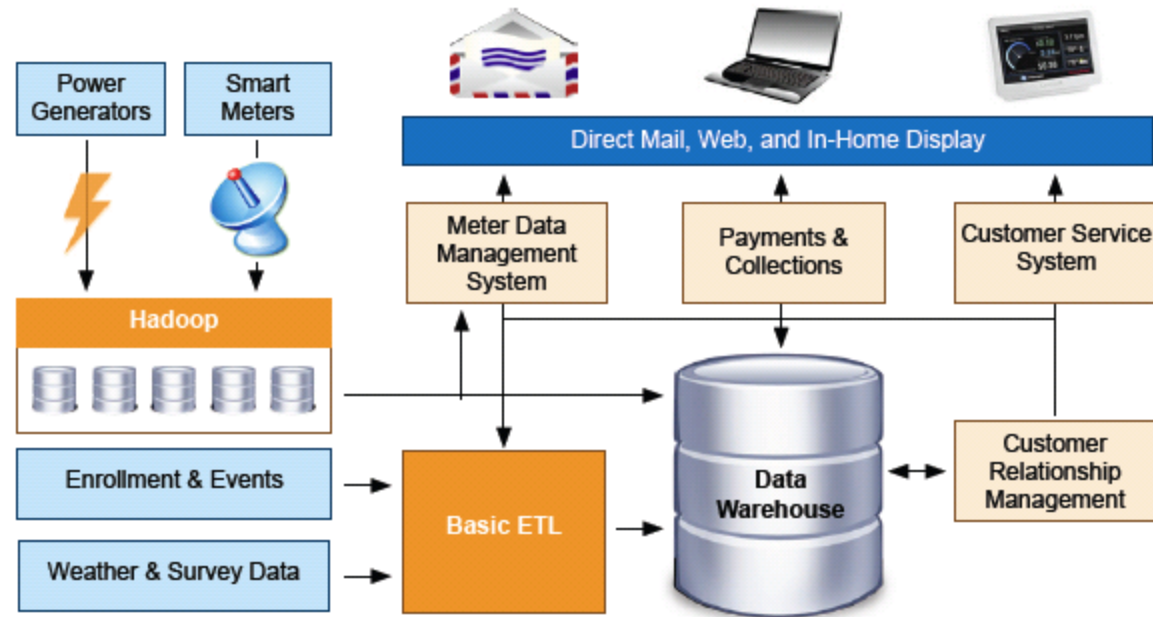 Power
Generators
Smart
Meters
Direct Mail, Web, and In-Home Display
Meter Data
Management
System
Payments &
Collections
Customer Service
System
Hadoop
Enrollment & Events
Weather & Survey Data
Basic ETL
Data
Warehouse
Customer
Relationship
Management